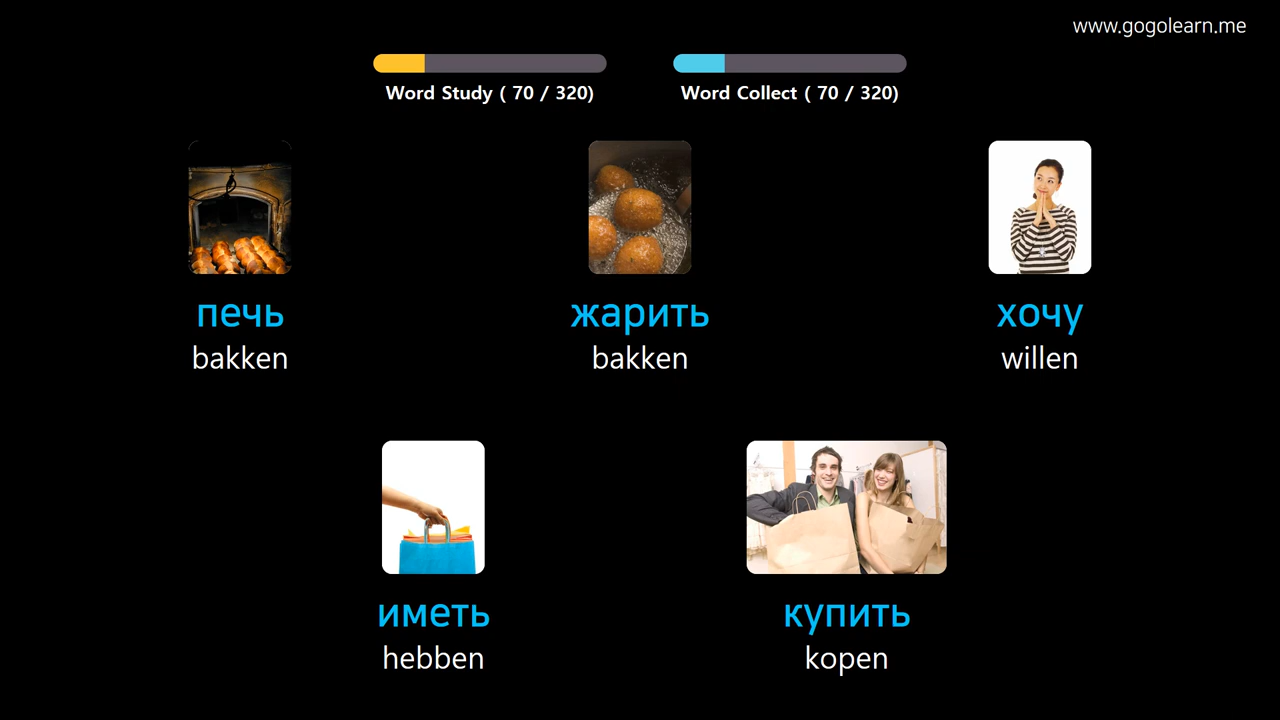 www.gogolearn.me
Word Study ( 70 / 320)
Word Collect ( 70 / 320)
печь
bakken
жарить
bakken
хочу
willen
иметь
hebben
купить
kopen